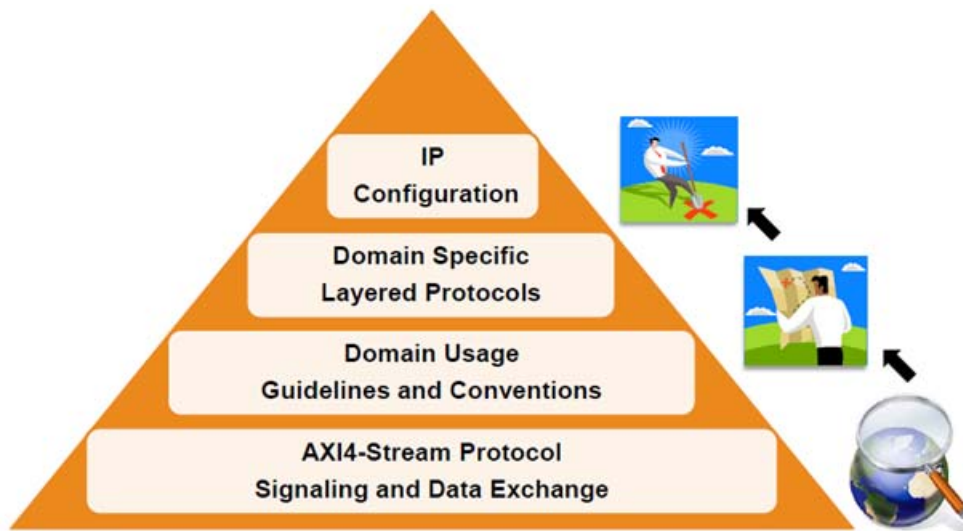 IP
Configuration
Domain Specific
Layered Protocols
Domain Usage
Guidelines and Conventions
AXI4-Stream Protocol
Signaling and Data Exchange